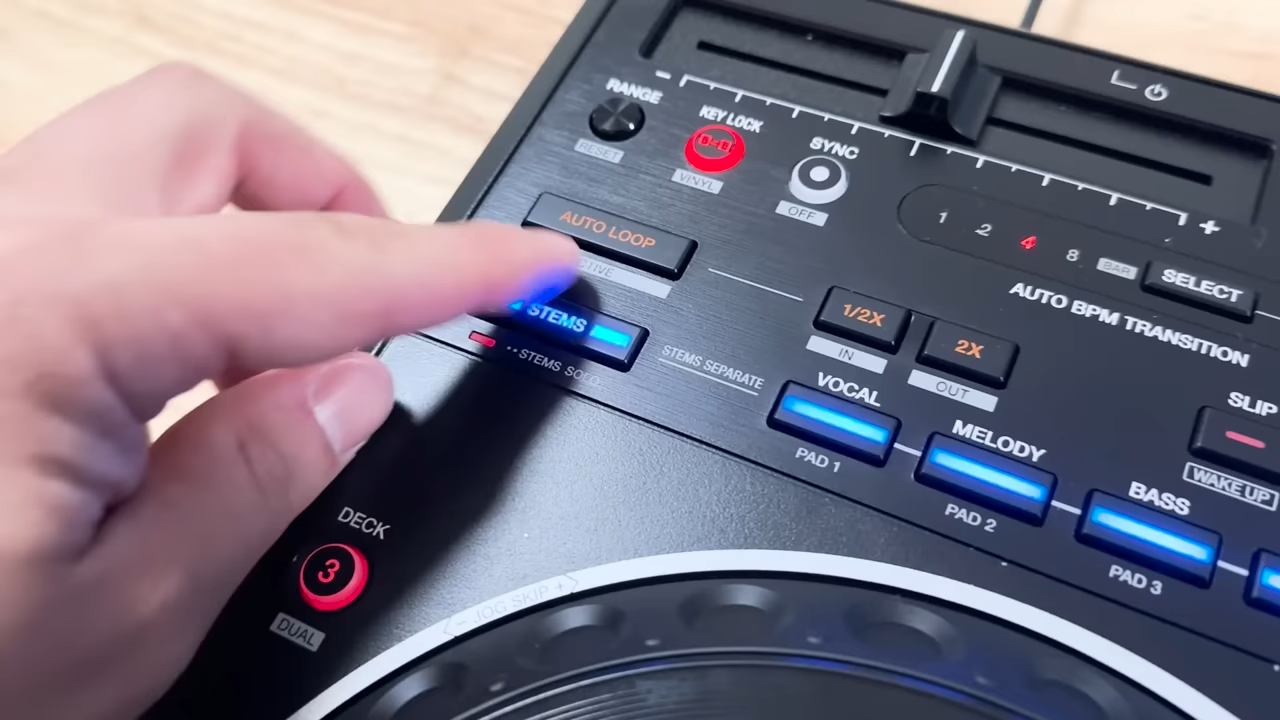 RANGE
RESET
KEY LOCK
VINYL
SYNC
OFF
+
AUTO LOOP
1 2 4 8 BAR
SELECT
AUTO BPM TRANSITION
STEMS
STEMS SOLO
STEMS SEPARATE
1/2X
IN
2X
OUT
SLIP
WAKE UP
VOCAL
PAD 1
MELODY
PAD 2
BASS
PAD 3
DECK
3
DUAL
- JOG SKIP +